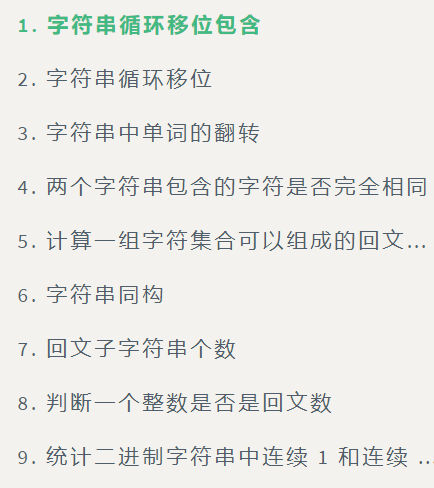 1. 字符串循环移位包含
2. 字符串循环移位
3. 字符串中单词的翻转
4. 两个字符串包含的字符是否完全相同
5. 计算一组字符集合可以组成的回文...
6. 字符串同构
7. 回文子字符串个数
8. 判断一个整数是否是回文数
9. 统计二进制字符串中连续 1 和连续 ...